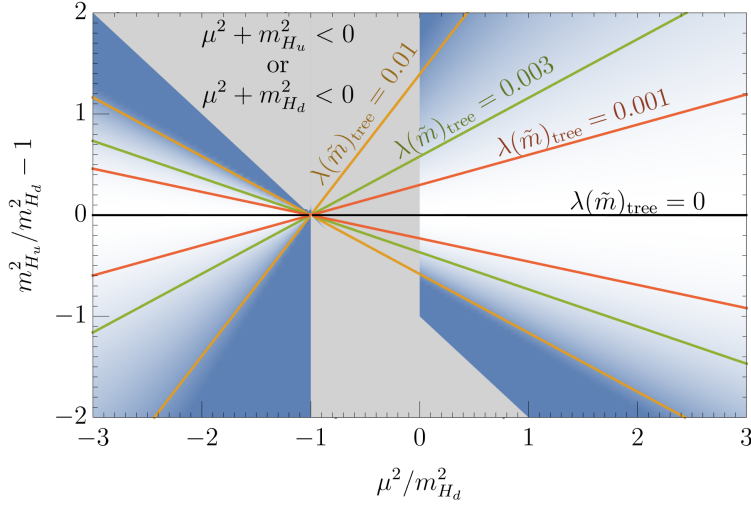 μ² + m²_{H_u} < 0
or
μ² + m²_{H_d} < 0
λ(m̃)_tree = 0.01
λ(m̃)_tree = 0.003
λ(m̃)_tree = 0.001
λ(m̃)_tree = 0
m²_{H_u}/m²_{H_d} − 1
2
1
0
−1
−2
−3 −2 −1 0 1 2 3
μ²/m²_{H_d}